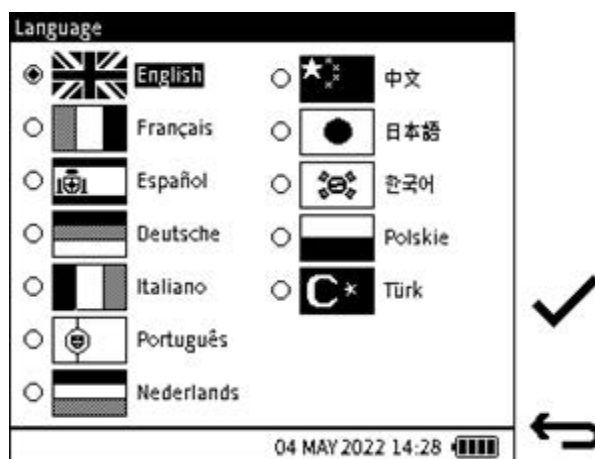 Language
English
Français
Español
Deutsche
Italiano
Português
Nederlands
中文
日本語
한국어
Polskie
Türk
04 MAY 2022 14:28